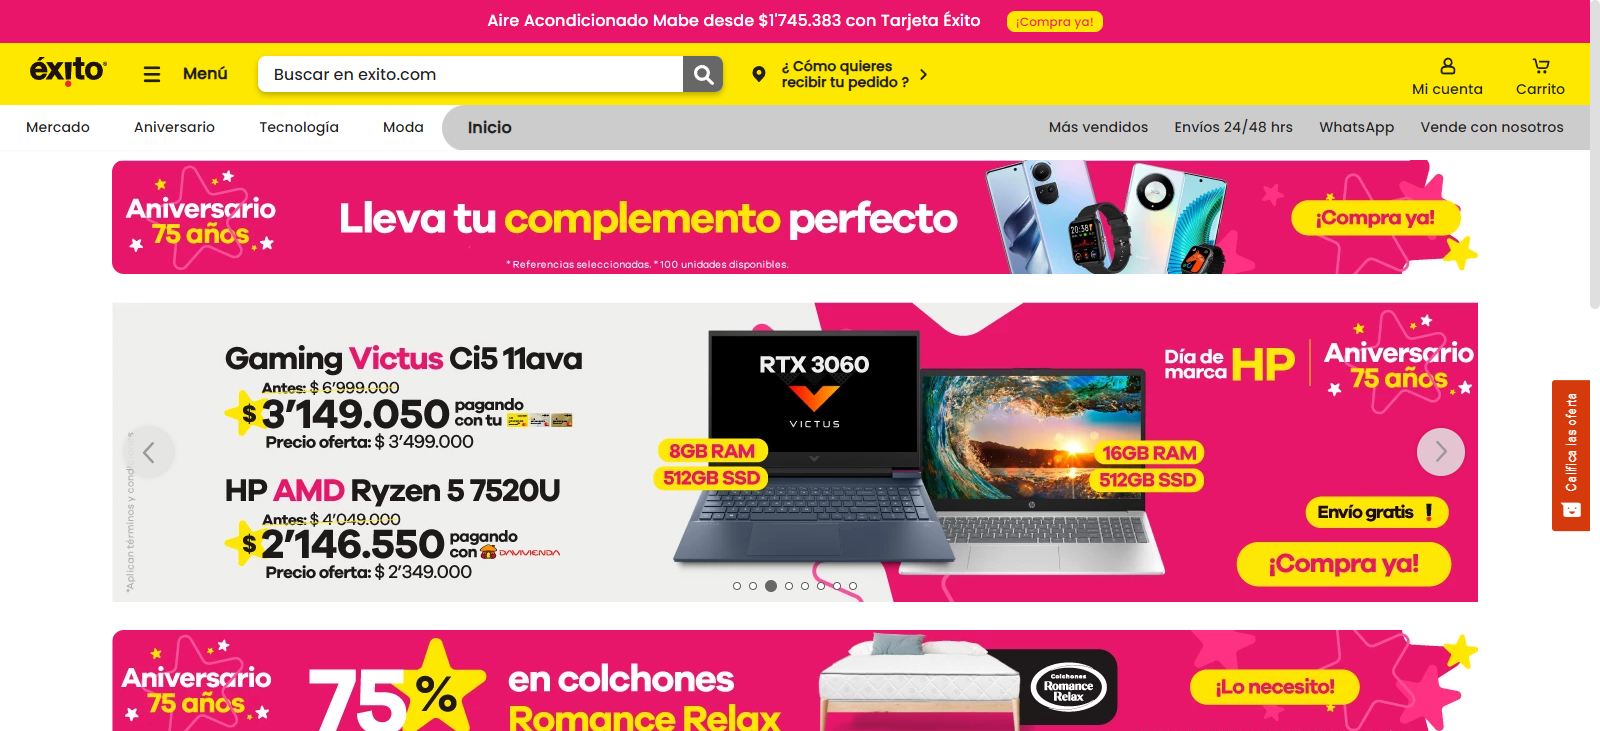 Aire Acondicionado Mabe desde $1'745.383 con Tarjeta Éxito ¡Compra ya!
éxito
Menú
Buscar en exito.com
¿ Cómo quieres
recibir tu pedido ?
Mi cuenta
Carrito
Mercado
Aniversario
Tecnología
Moda
Inicio
Más vendidos
Envíos 24/48 hrs
WhatsApp
Vende con nosotros
Aniversario
75 años
Lleva tu complemento perfecto
* Referencias seleccionadas. * 100 unidades disponibles.
20:38
¡Compra ya!
Gaming Victus Ci5 11ava
Antes: $ 6'999.000
$ 3'149.050 pagando
con tu
Precio oferta: $ 3'499.000
HP AMD Ryzen 5 7520U
Antes: $ 4'049.000
$ 2'146.550 pagando
con DAVIVIENDA
Precio oferta: $ 2'349.000
*Aplican términos y condiciones
RTX 3060
VICTUS
8GB RAM
512GB SSD
16GB RAM
512GB SSD
Día de
marca HP
Aniversario
75 años
Envío gratis !
¡Compra ya!
Califica las oferta
Aniversario
75 años
75%
en colchones
Romance Relax
Colchones
Romance
Relax
¡Lo necesito!